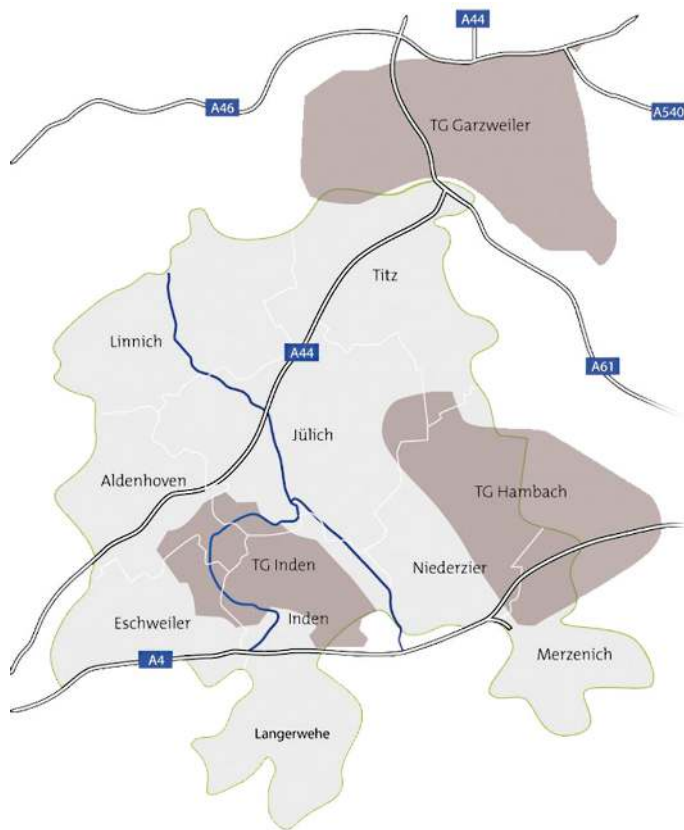 A44
A46
A540
TG Garzweiler
Titz
Linnich
A44
A61
Jülich
Aldenhoven
TG Hambach
TG Inden
Niederzier
Eschweiler
Inden
A4
Merzenich
Langerwehe